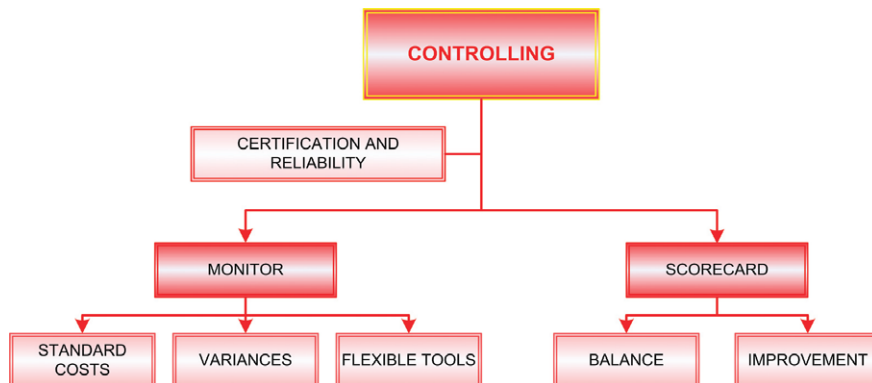 CONTROLLING
CERTIFICATION AND
RELIABILITY
MONITOR
SCORECARD
STANDARD
COSTS
VARIANCES
FLEXIBLE TOOLS
BALANCE
IMPROVEMENT